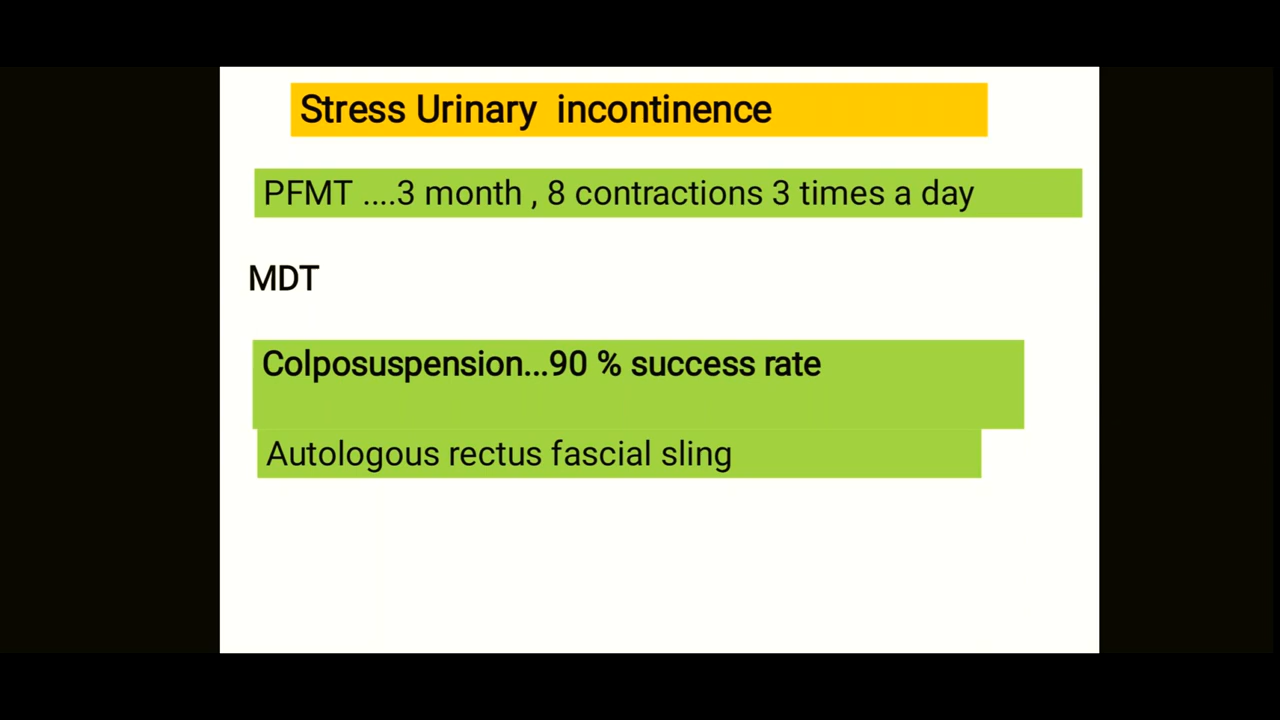 Stress Urinary  incontinence
PFMT ....3 month , 8 contractions 3 times a day
MDT
Colposuspension...90 % success rate
Autologous rectus fascial sling